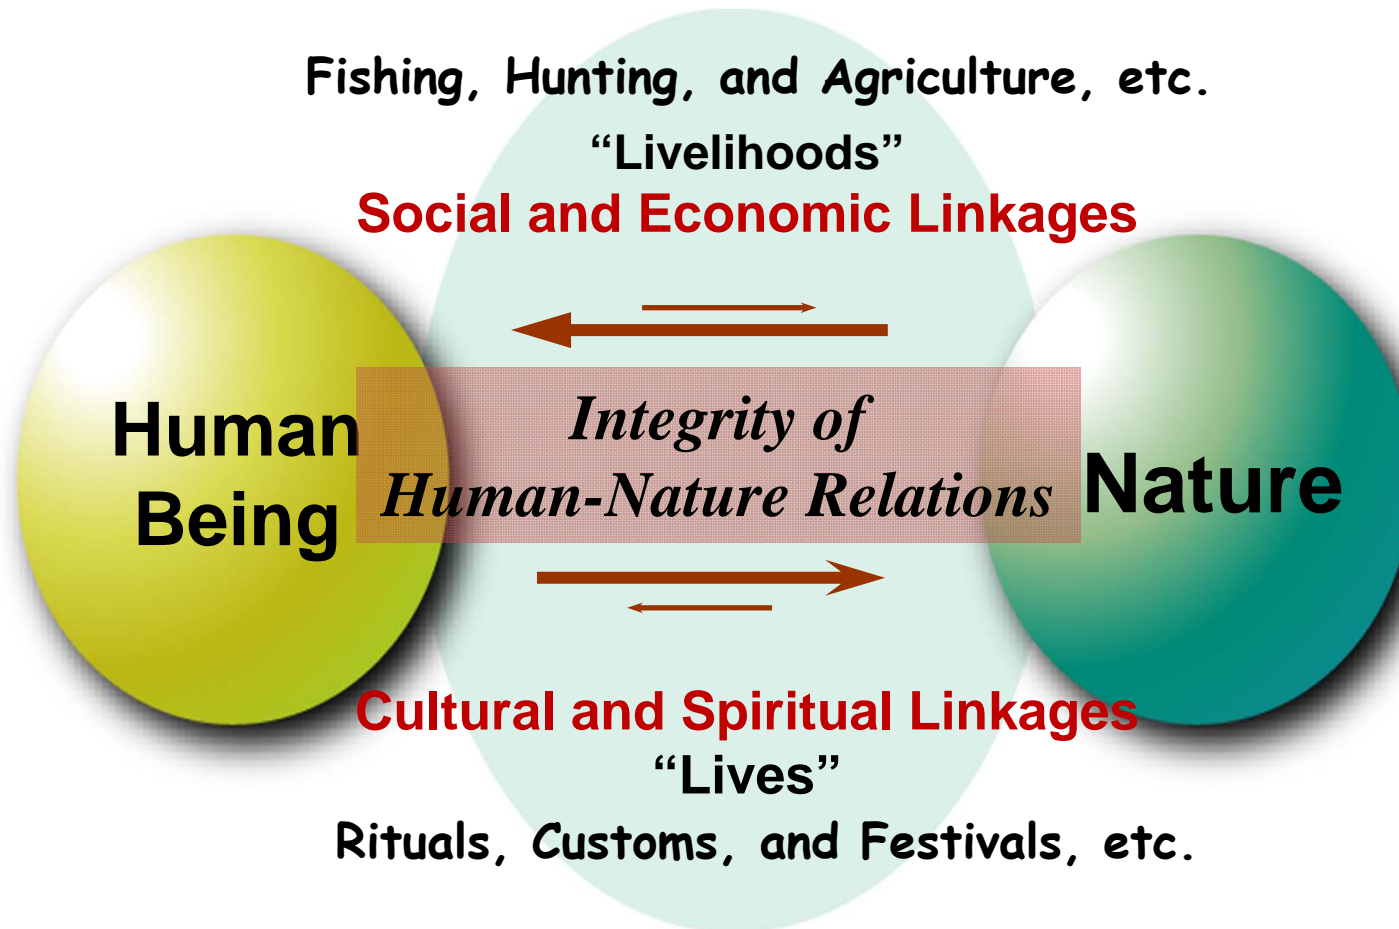 Fishing, Hunting, and Agriculture, etc.
“Livelihoods”
Social and Economic Linkages
Human
Being
Integrity of
Human-Nature Relations
Nature
Cultural and Spiritual Linkages
“Lives”
Rituals, Customs, and Festivals, etc.